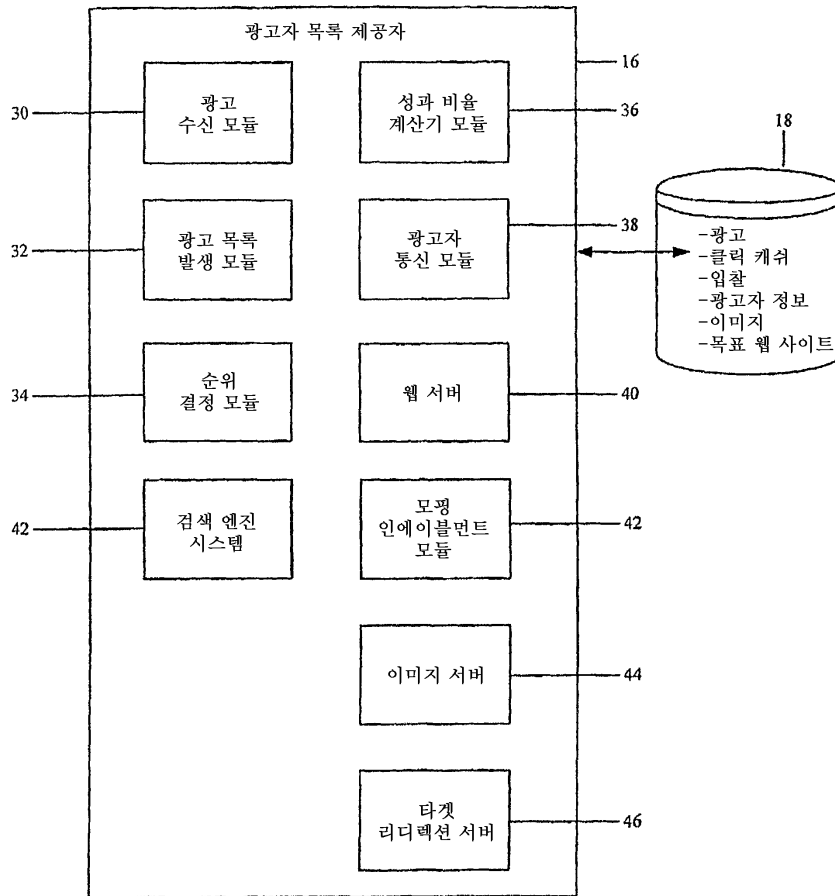 광고자 목록 제공자
16
30
광고
수신 모듈
성과 비율
계산기 모듈
36
18
32
광고 목록
발생 모듈
광고자
통신 모듈
38
-광고
-클릭 캐쉬
-입찰
-광고자 정보
-이미지
-목표 웹 사이트
34
순위
결정 모듈
웹 서버
40
42
검색 엔진
시스템
모핑
인에이블먼트
모듈
42
이미지 서버
44
타겟
리디렉션 서버
46